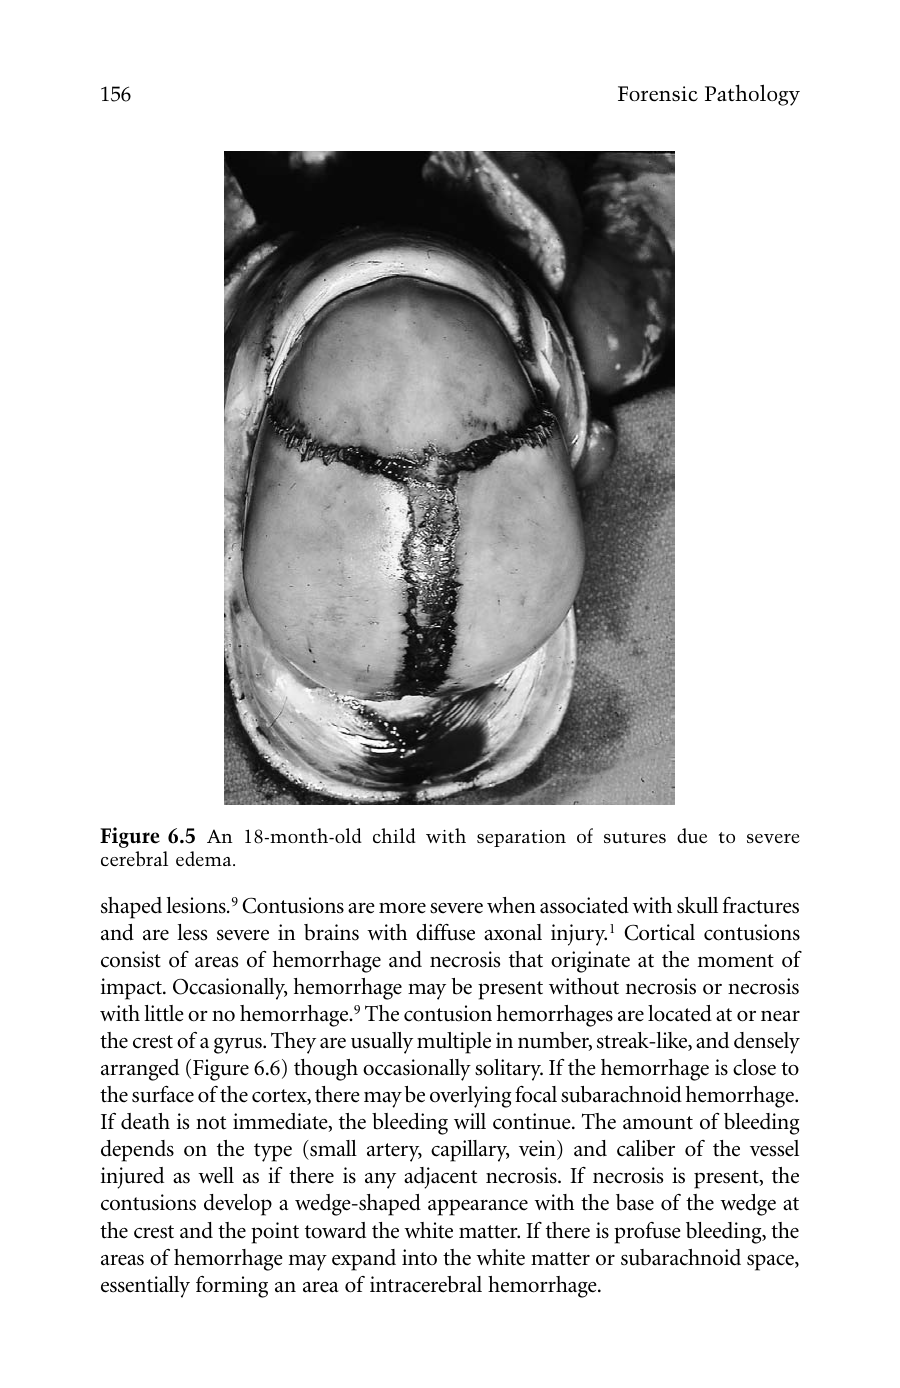 156
Forensic Pathology
Figure 6.5 An 18-month-old child with separation of sutures due to severe
cerebral edema.
shaped lesions.⁹ Contusions are more severe when associated with skull fractures
and are less severe in brains with diffuse axonal injury.¹ Cortical contusions
consist of areas of hemorrhage and necrosis that originate at the moment of
impact. Occasionally, hemorrhage may be present without necrosis or necrosis
with little or no hemorrhage.⁹ The contusion hemorrhages are located at or near
the crest of a gyrus. They are usually multiple in number, streak-like, and densely
arranged (Figure 6.6) though occasionally solitary. If the hemorrhage is close to
the surface of the cortex, there may be overlying focal subarachnoid hemorrhage.
If death is not immediate, the bleeding will continue. The amount of bleeding
depends on the type (small artery, capillary, vein) and caliber of the vessel
injured as well as if there is any adjacent necrosis. If necrosis is present, the
contusions develop a wedge-shaped appearance with the base of the wedge at
the crest and the point toward the white matter. If there is profuse bleeding, the
areas of hemorrhage may expand into the white matter or subarachnoid space,
essentially forming an area of intracerebral hemorrhage.